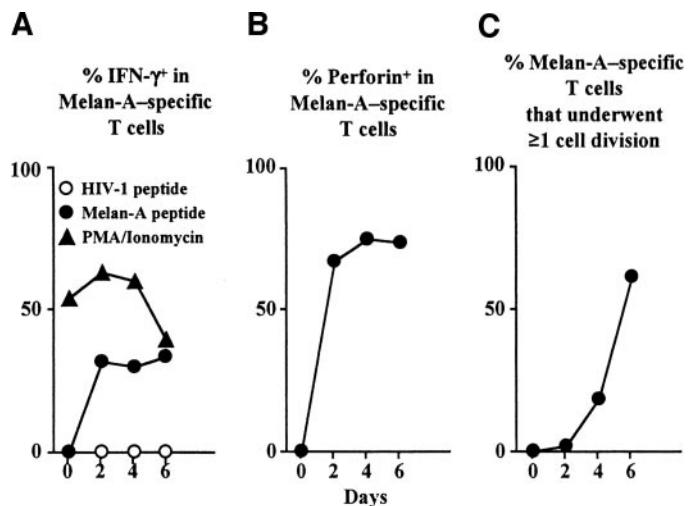 A
% IFN-γ+ in
Melan-A–specific
T cells
100
50
0
○ HIV-1 peptide
● Melan-A peptide
▲ PMA/Ionomycin
0 2 4 6
B
% Perforin+ in
Melan-A–specific
T cells
100
50
0
0 2 4 6
Days
C
% Melan-A–specific
T cells
that underwent
≥1 cell division
100
50
0
0 2 4 6